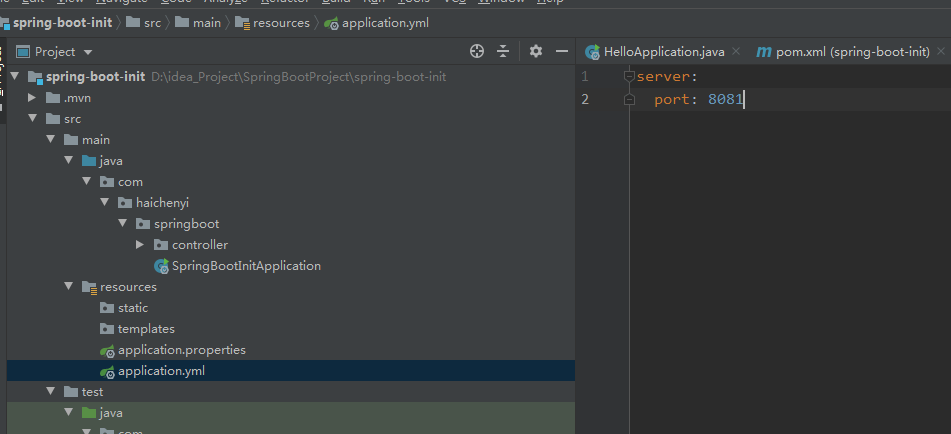 spring-boot-init src main resources application.yml
Project
HelloApplication.java
pom.xml (spring-boot-init)
spring-boot-init D:\idea_Project\SpringBootProject\spring-boot-init
.mvn
src
main
java
com
haichenyi
springboot
controller
SpringBootInitApplication
resources
static
templates
application.properties
application.yml
test
java
com
1 server:
2 port: 8081